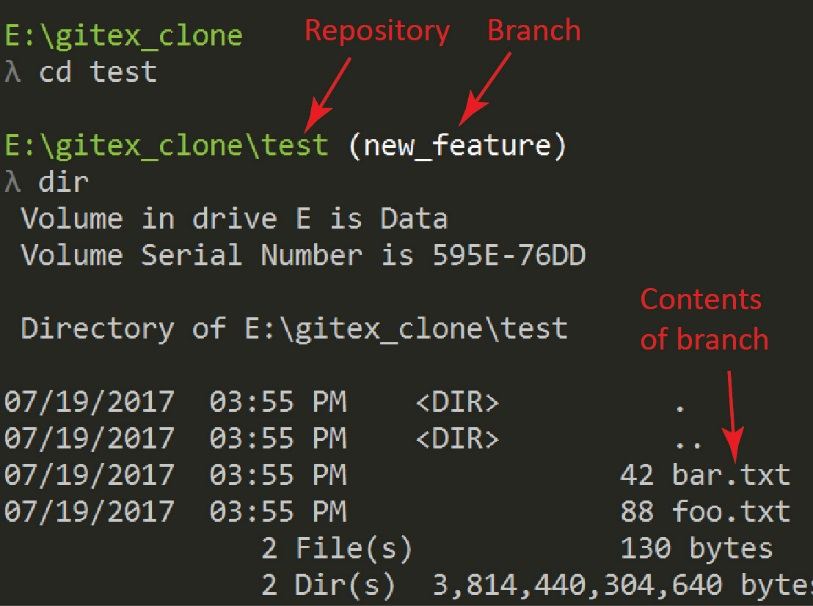 E:\gitex_clone Repository Branch
λ cd test
E:\gitex_clone\test (new_feature)
λ dir
Volume in drive E is Data
Volume Serial Number is 595E-76DD
Contents
Directory of E:\gitex_clone\test
of branch
07/19/2017 03:55 PM <DIR> .
07/19/2017 03:55 PM <DIR> ..
07/19/2017 03:55 PM 42 bar.txt
07/19/2017 03:55 PM 88 foo.txt
2 File(s) 130 bytes
2 Dir(s) 3,814,440,304,640 bytes